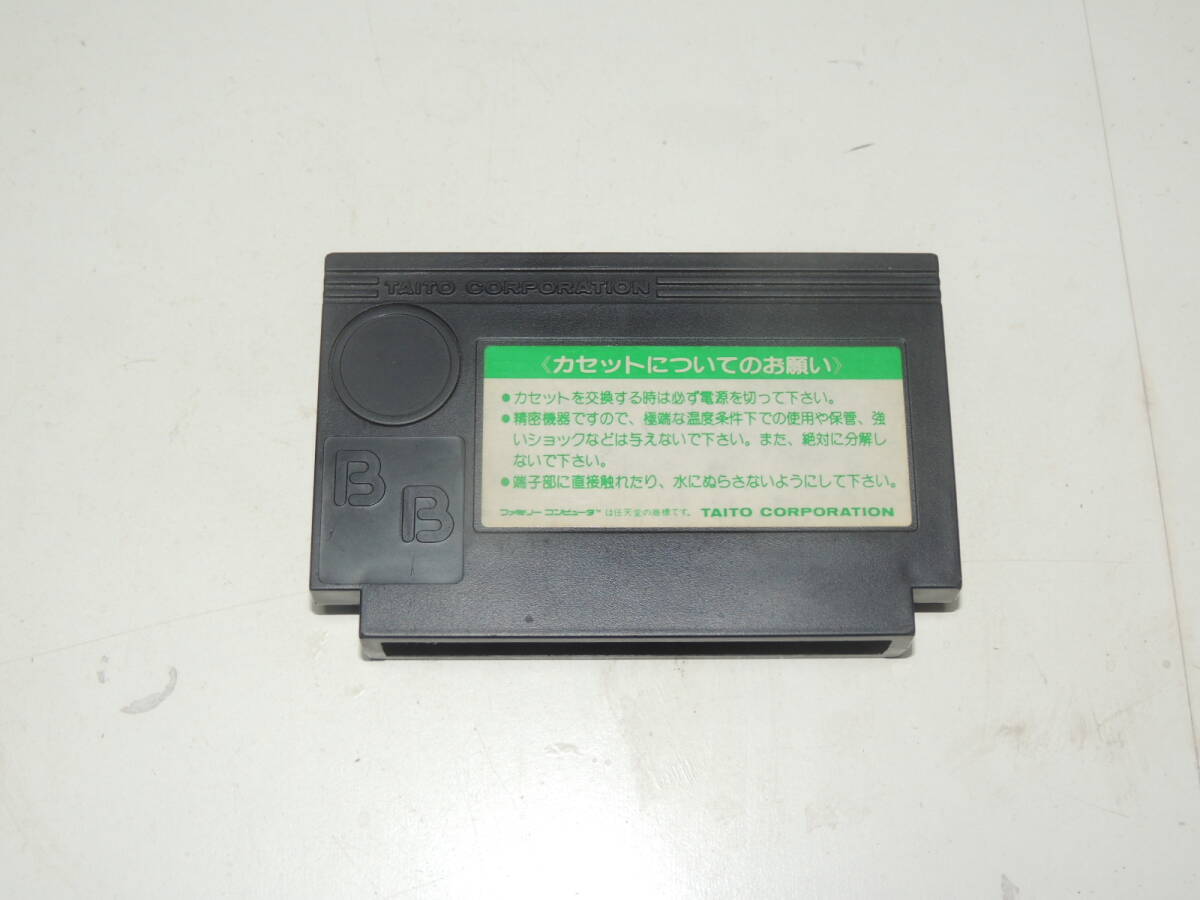 TAITO CORPORATION
《カセットについてのお願い》
●カセットを交換する時は必ず電源を切って下さい。
●精密機器ですので、極端な温度条件下での使用や保管、強
いショックなどは与えないで下さい。また、絶対に分解し
ないで下さい。
●端子部に直接触れたり、水にぬらさないようにして下さい。
ファミリー コンピュータ™は任天堂の商標です。 TAITO CORPORATION
B
B